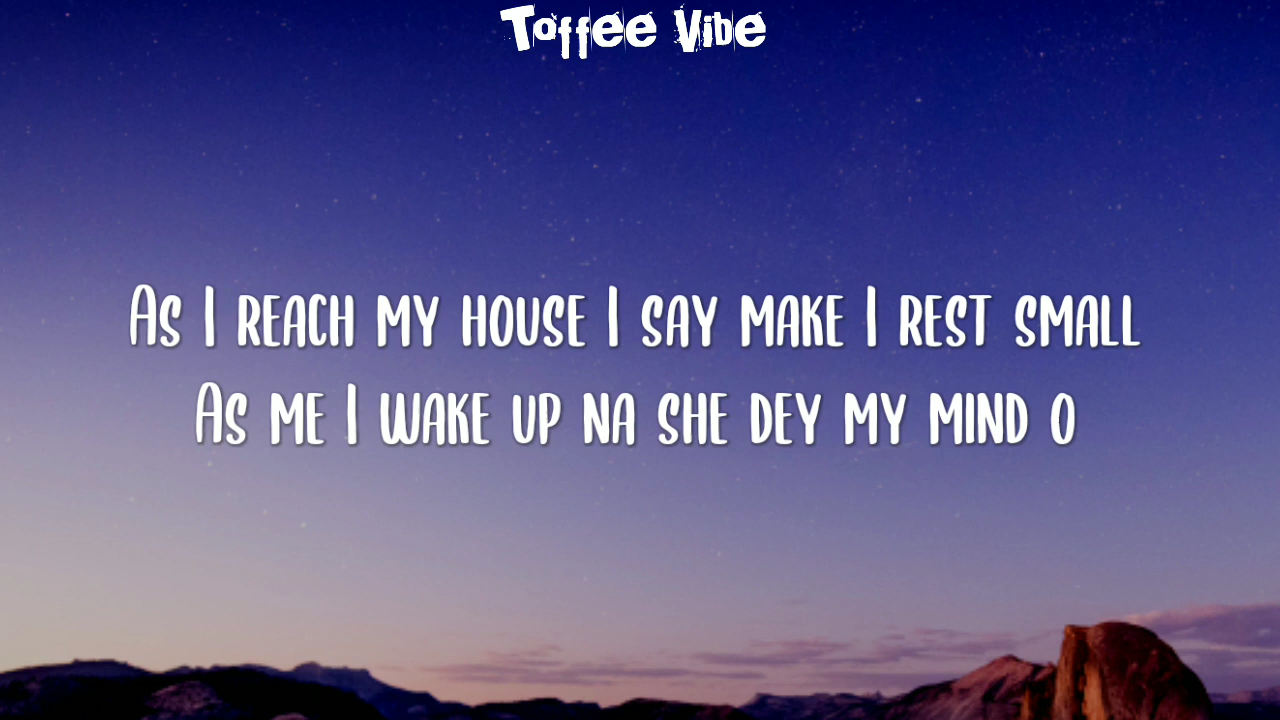 Toffee Vibe
As I reach my house I say make I rest small
As me I wake up na she dey my mind o